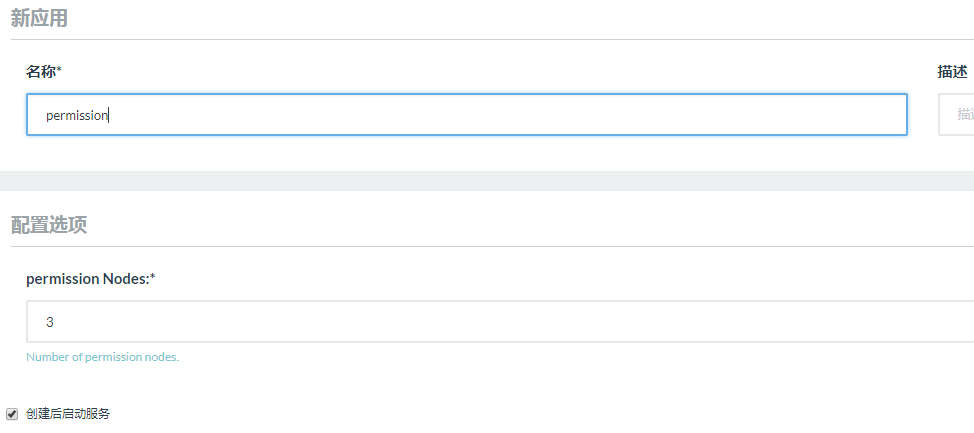 新应用
名称*
描述
permission
配置选项
permission Nodes:*
3
Number of permission nodes.
创建后启动服务